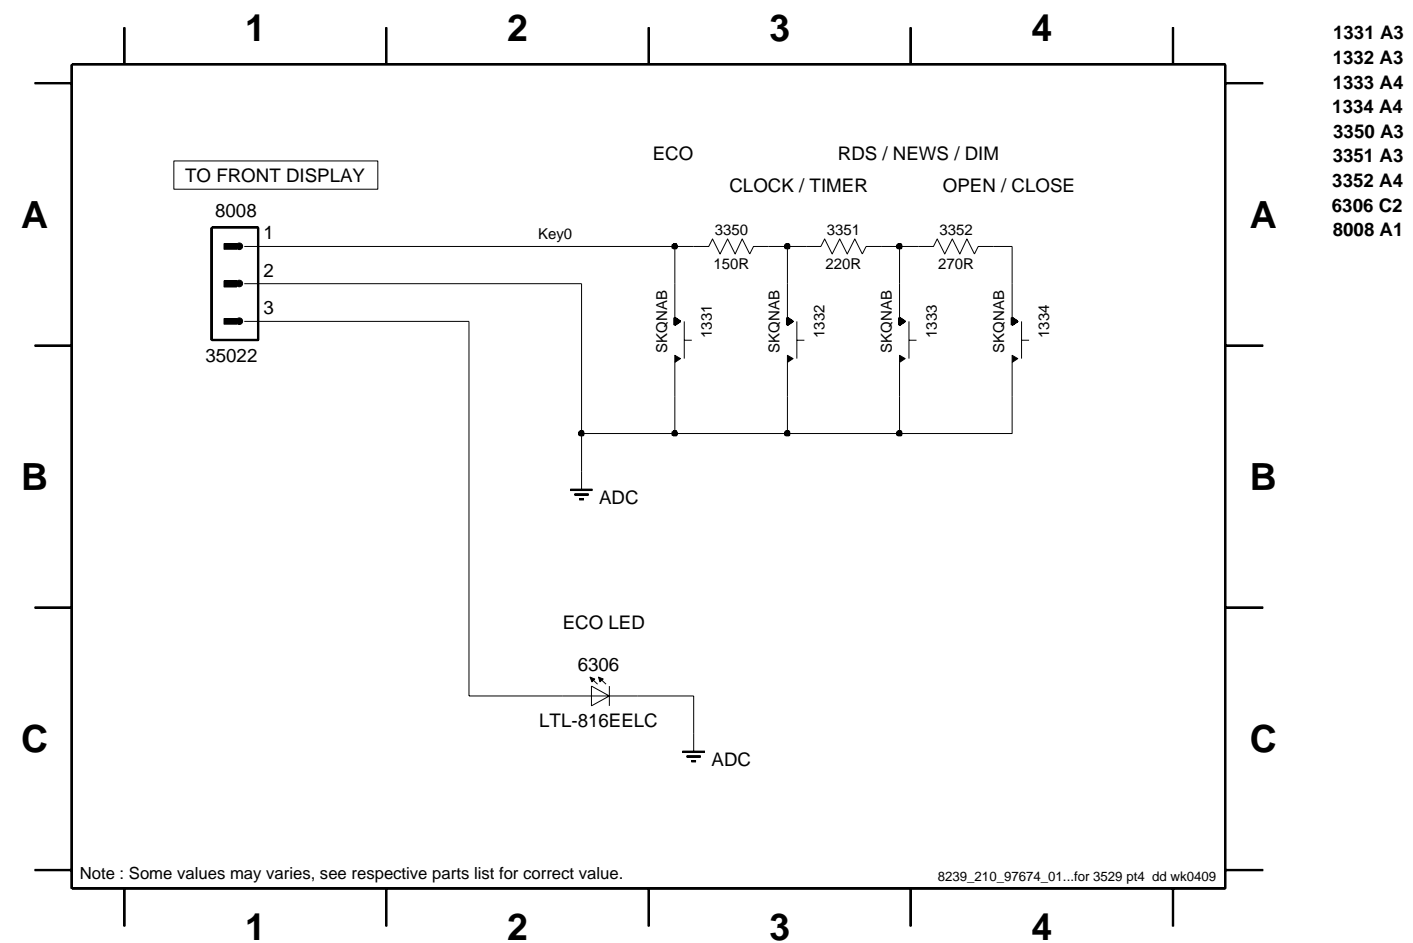 1 2 3 4
1331 A3
1332 A3
1333 A4
1334 A4
3350 A3
3351 A3
3352 A4
6306 C2
8008 A1
ECO
RDS / NEWS / DIM
TO FRONT DISPLAY
CLOCK / TIMER
OPEN / CLOSE
A
A
8008
1
2
3
35022
Key0
3350
150R
3351
220R
3352
270R
SKQNAB
1331
SKQNAB
1332
SKQNAB
1333
SKQNAB
1334
B
B
ADC
ECO LED
6306
LTL-816EELC
ADC
C
C
Note : Some values may varies, see respective parts list for correct value.
8239_210_97674_01...for 3529 pt4 dd wk0409
1 2 3 4